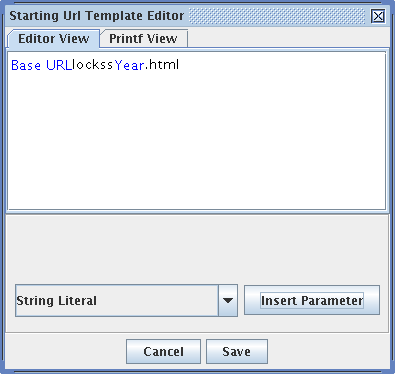 Starting Url Template Editor
Editor View Printf View
Base URLlockssYear.html
String Literal Insert Parameter
Cancel Save